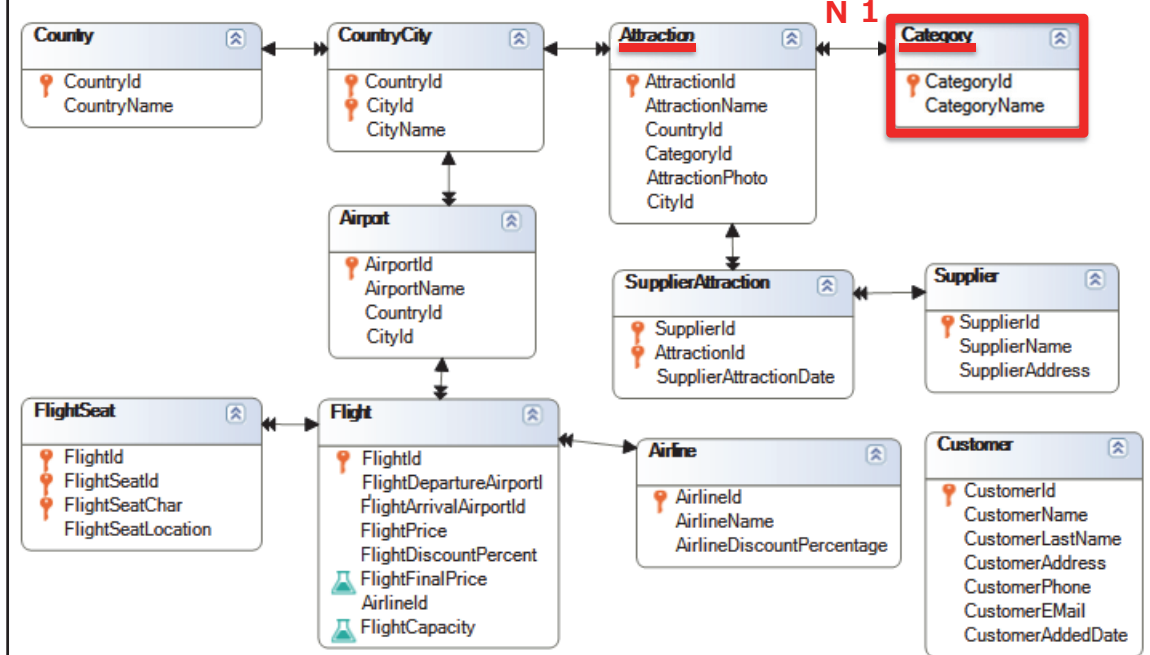 N 1
Country
CountryId
CountryName
CountryCity
CountryId
CityId
CityName
Attraction
AttractionId
AttractionName
CountryId
CategoryId
AttractionPhoto
CityId
Category
CategoryId
CategoryName
Airport
AirportId
AirportName
CountryId
CityId
SupplierAttraction
SupplierId
AttractionId
SupplierAttractionDate
Supplier
SupplierId
SupplierName
SupplierAddress
FlightSeat
FlightId
FlightSeatId
FlightSeatChar
FlightSeatLocation
Flight
FlightId
FlightDepartureAirportI
FlightArrivalAirportId
FlightPrice
FlightDiscountPercent
FlightFinalPrice
AirlineId
FlightCapacity
Airline
AirlineId
AirlineName
AirlineDiscountPercentage
Customer
CustomerId
CustomerName
CustomerLastName
CustomerAddress
CustomerPhone
CustomerEMail
CustomerAddedDate